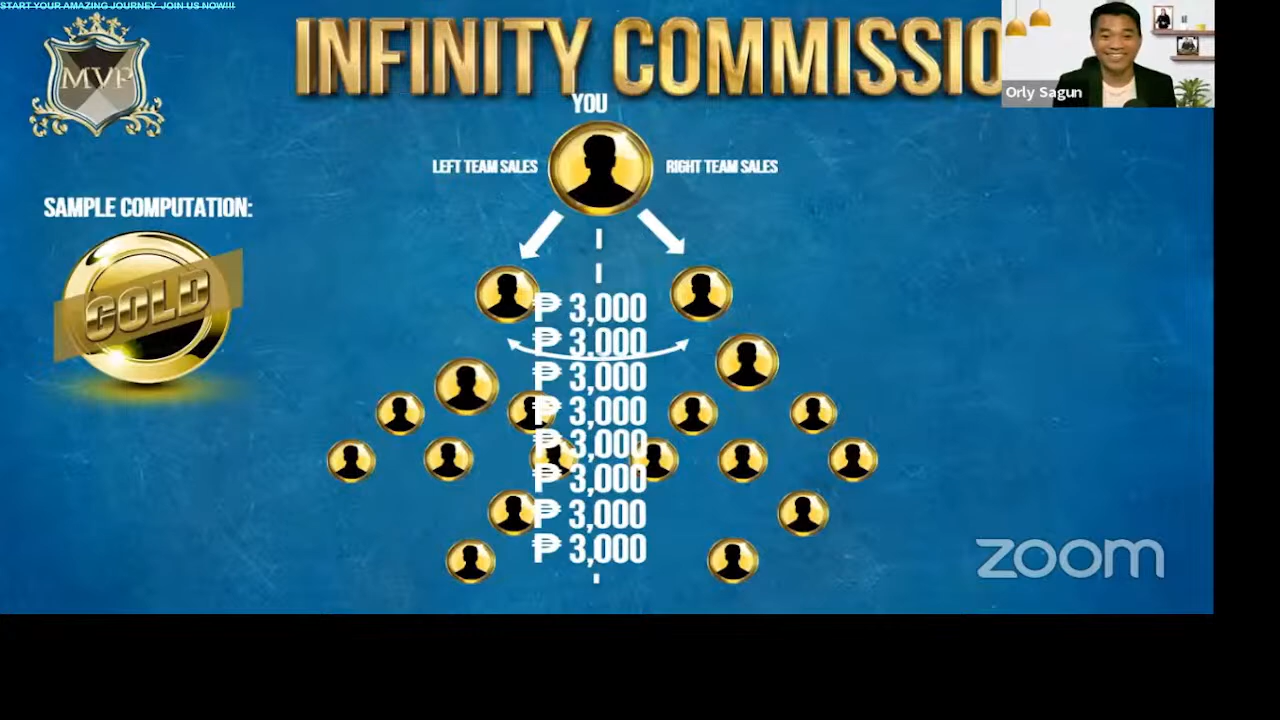 START YOUR AMAZING JOURNEY JOIN US NOW!!!
MVP
INFINITY COMMISSIO
Orly Sagun
YOU
LEFT TEAM SALES
RIGHT TEAM SALES
SAMPLE COMPUTATION:
GOLD
₱ 3,000
₱ 3,000
₱ 3,000
₱ 3,000
₱ 3,000
₱ 3,000
₱ 3,000
₱ 3,000
zoom